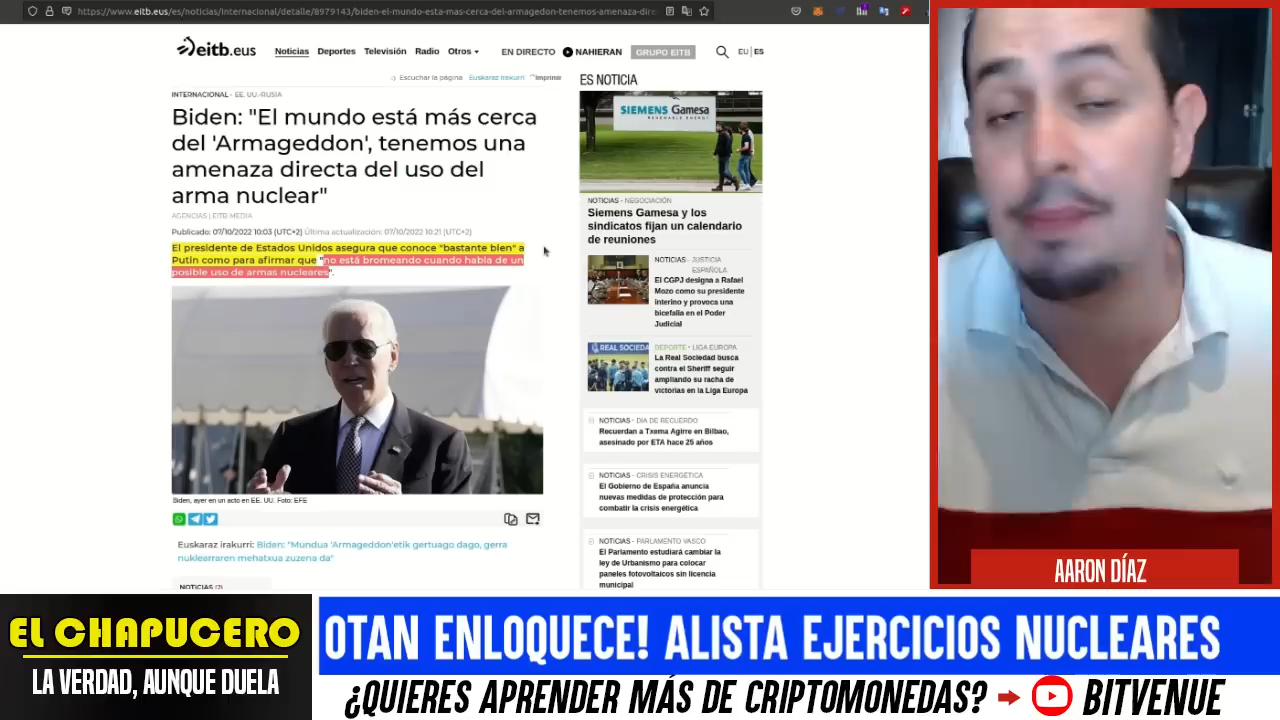 https://www.eitb.eus/es/noticias/internacional/detalle/8979143/biden-el-mundo-esta-mas-cerca-del-armagedon-tenemos-amenaza-dire
eitb.eus
Noticias Deportes Televisión Radio Otros
EN DIRECTO NAHIERAN GRUPO EITB EU ES
Escuchar la página Euskaraz irakurri Imprimir
INTERNACIONAL - EE. UU.-RUSIA
Biden: "El mundo está más cerca
del 'Armageddon', tenemos una
amenaza directa del uso del
arma nuclear"
AGENCIAS | EITB MEDIA
Publicado: 07/10/2022 10:03 (UTC+2) Última actualización: 07/10/2022 10:21 (UTC+2)
El presidente de Estados Unidos asegura que conoce "bastante bien" a
Putin como para afirmar que "no está bromeando cuando habla de un
posible uso de armas nucleares".
Biden, ayer en un acto en EE. UU. Foto: EFE
Euskaraz irakurri: Biden: "Mundua 'Armageddon'etik gertuago dago, gerra
nuklearraren mehatxua zuzena da"
NOTICIAS (7)
ES NOTICIA
SIEMENS Gamesa
RENEWABLE ENERGY
NOTICIAS - NEGOCIACIÓN
Siemens Gamesa y los
sindicatos fijan un calendario
de reuniones
NOTICIAS - JUSTICIA
ESPAÑOLA
El CGPJ designa a Rafael
Mozo como su presidente
interino y provoca una
bicefalia en el Poder
Judicial
REAL SOCIEDA
DEPORTE - LIGA EUROPA
La Real Sociedad busca
contra el Sheriff seguir
ampliando su racha de
victorias en la Liga Europa
NOTICIAS - DÍA DE RECUERDO
Recuerdan a Txema Agirre en Bilbao,
asesinado por ETA hace 25 años
NOTICIAS - CRISIS ENERGÉTICA
El Gobierno de España anuncia
nuevas medidas de protección para
combatir la crisis energética
NOTICIAS - PARLAMENTO VASCO
El Parlamento estudiará cambiar la
ley de Urbanismo para colocar
paneles fotovoltaicos sin licencia
municipal
AARON DÍAZ
EL CHAPUCERO
LA VERDAD, AUNQUE DUELA
OTAN ENLOQUECE! ALISTA EJERCICIOS NUCLEARES
¿QUIERES APRENDER MÁS DE CRIPTOMONEDAS? BITVENUE